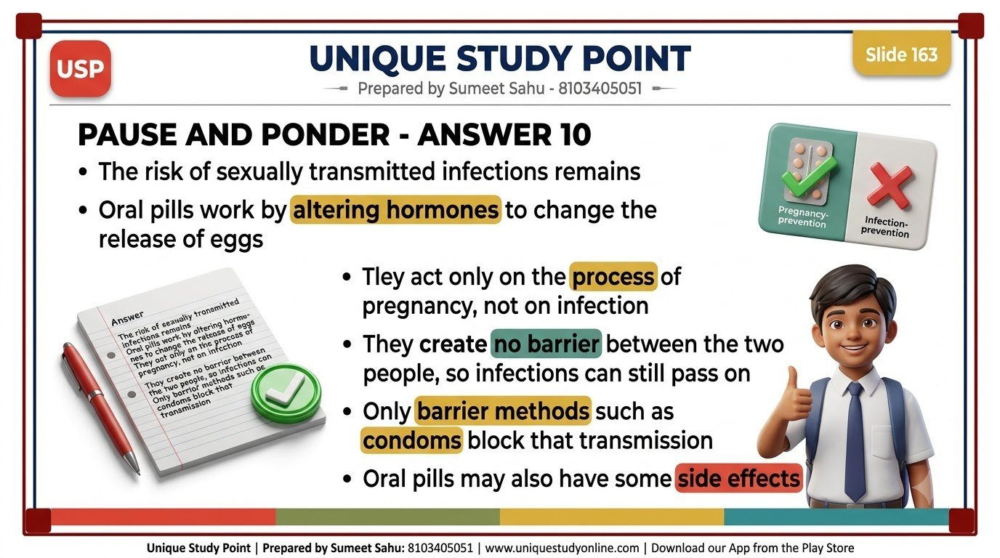 USP
UNIQUE STUDY POINT
Prepared by Sumeet Sahu - 8103405051
Slide 163
PAUSE AND PONDER - ANSWER 10
• The risk of sexually transmitted infections remains
• Oral pills work by altering hormones to change the
release of eggs
Pregnancy-
prevention
Infection-
prevention
• Tley act only on the process of
pregnancy, not on infection
• They create no barrier between the two
people, so infections can still pass on
• Only barrier methods such as
condoms block that transmission
• Oral pills may also have some side effects
Answer
The risk of sexually transmitted
infections remains
Oral pills work by altering hormu-
nes to change the release of eggs
They act only on the process of
pregnancy, not on infection
They create no barrier between
the two people, so infections can
Only barrier methods such as
condoms block that
transmission
Unique Study Point | Prepared by Sumeet Sahu: 8103405051 | www.uniquestudyonline.com | Download our App from the Play Store